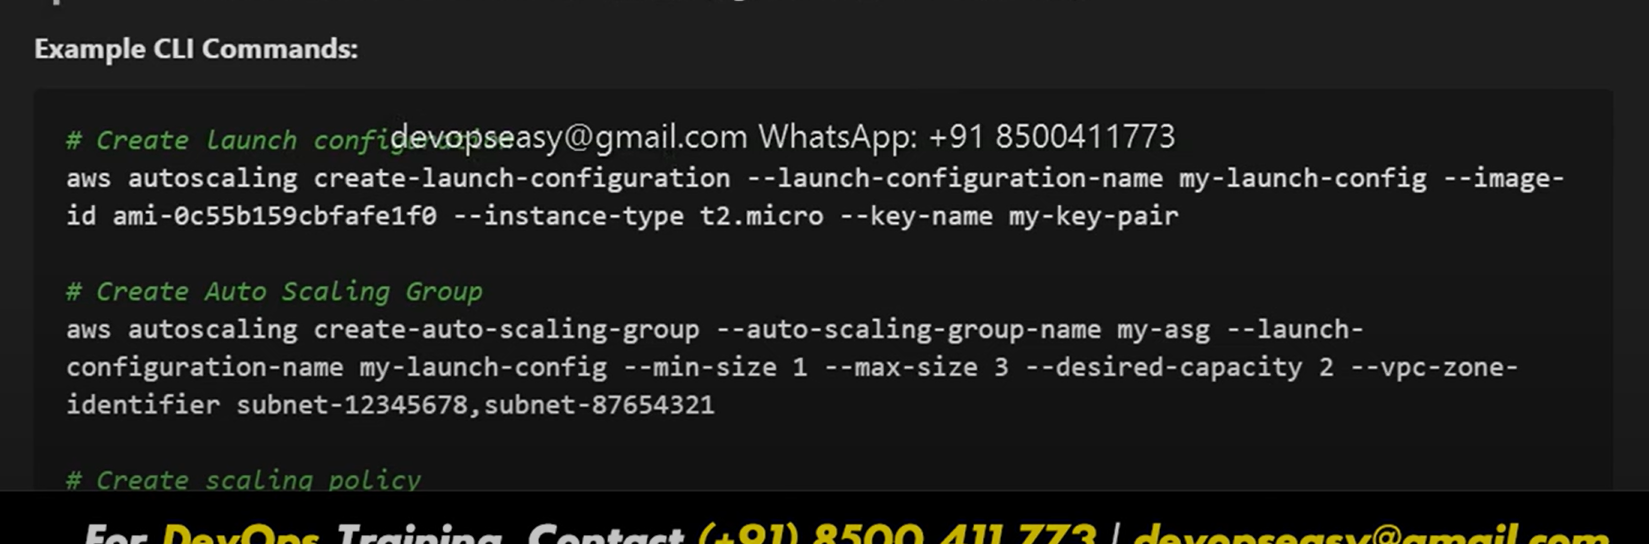 Example CLI Commands:
# Create launch configuration
devopseasy@gmail.com WhatsApp: +91 8500411773
aws autoscaling create-launch-configuration --launch-configuration-name my-launch-config --image-
id ami-0c55b159cbfafe1f0 --instance-type t2.micro --key-name my-key-pair
# Create Auto Scaling Group
aws autoscaling create-auto-scaling-group --auto-scaling-group-name my-asg --launch-
configuration-name my-launch-config --min-size 1 --max-size 3 --desired-capacity 2 --vpc-zone-
identifier subnet-12345678,subnet-87654321
# Create scaling policy
For DevOps Training, Contact (+91) 8500 411 773 | devopseasy@gmail.com